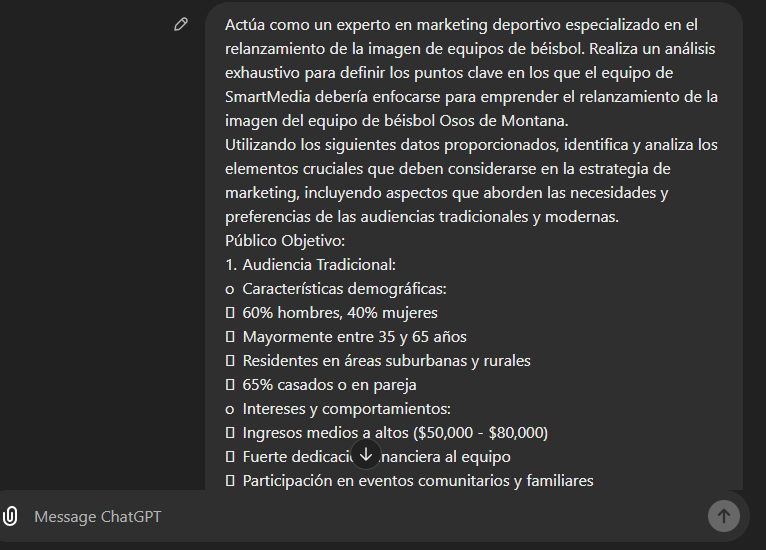 Actúa como un experto en marketing deportivo especializado en el
relanzamiento de la imagen de equipos de béisbol. Realiza un análisis
exhaustivo para definir los puntos clave en los que el equipo de
SmartMedia debería enfocarse para emprender el relanzamiento de la
imagen del equipo de béisbol Osos de Montana.
Utilizando los siguientes datos proporcionados, identifica y analiza los
elementos cruciales que deben considerarse en la estrategia de
marketing, incluyendo aspectos que aborden las necesidades y
preferencias de las audiencias tradicionales y modernas.
Público Objetivo:
1. Audiencia Tradicional:
o Características demográficas:
▯ 60% hombres, 40% mujeres
▯ Mayormente entre 35 y 65 años
▯ Residentes en áreas suburbanas y rurales
▯ 65% casados o en pareja
o Intereses y comportamientos:
▯ Ingresos medios a altos ($50,000 - $80,000)
▯ Fuerte al equipo
▯ Participación en eventos comunitarios y familiares
Message ChatGPT